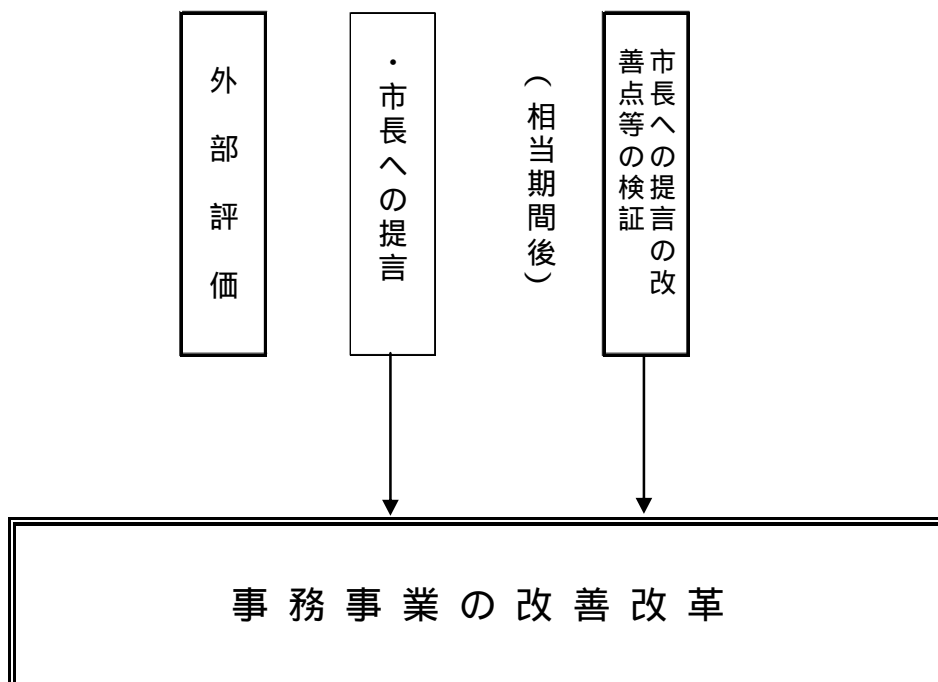 外部評価
・市長への提言
（相当期間後）
市長への提言の改
善点等の検証
事務事業の改善改革